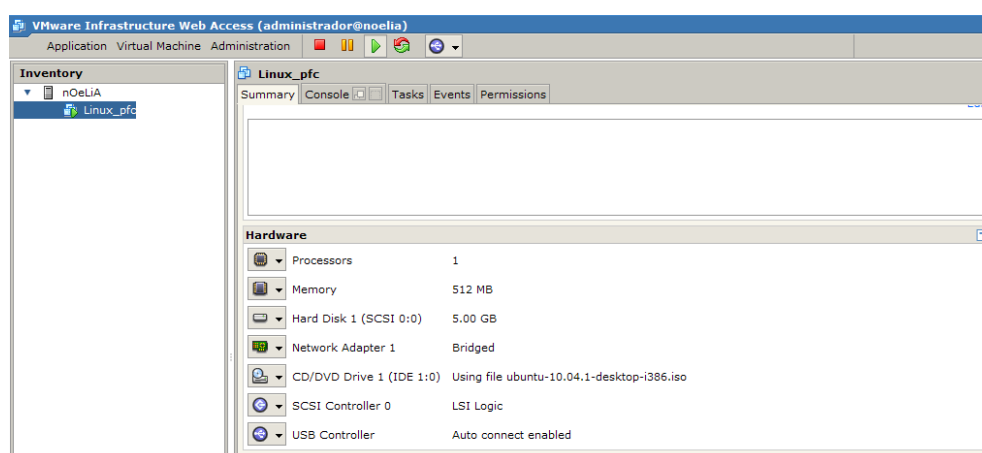 VMware Infrastructure Web Access (administrador@noelia)
Application Virtual Machine Administration
Inventory
nOeLiA
Linux_pfc
Linux_pfc
Summary Console Tasks Events Permissions
Hardware
Processors 1
Memory 512 MB
Hard Disk 1 (SCSI 0:0) 5.00 GB
Network Adapter 1 Bridged
CD/DVD Drive 1 (IDE 1:0) Using file ubuntu-10.04.1-desktop-i386.iso
SCSI Controller 0 LSI Logic
USB Controller Auto connect enabled